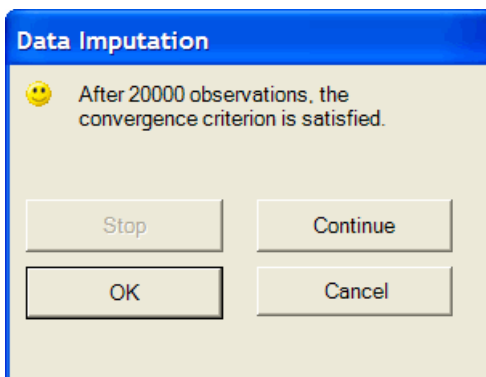 Data Imputation
After 20000 observations, the
convergence criterion is satisfied.
Stop
Continue
OK
Cancel